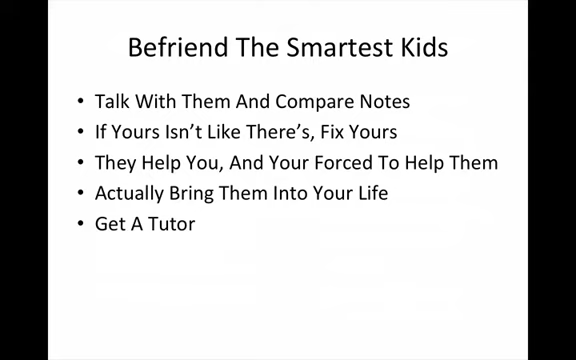 Befriend The Smartest Kids
• Talk With Them And Compare Notes
• If Yours Isn't Like There's, Fix Yours
• They Help You, And Your Forced To Help Them
• Actually Bring Them Into Your Life
• Get A Tutor